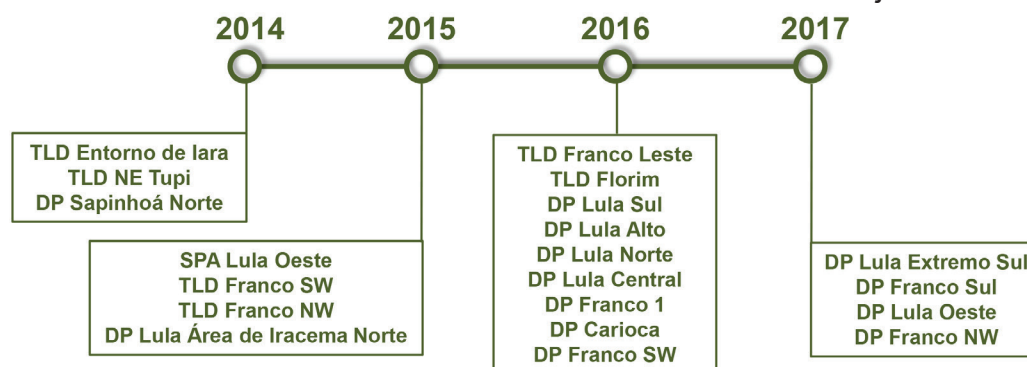 2014
2015
2016
2017
TLD Entorno de Iara
TLD NE Tupi
DP Sapinhoá Norte
SPA Lula Oeste
TLD Franco SW
TLD Franco NW
DP Lula Área de Iracema Norte
TLD Franco Leste
TLD Florim
DP Lula Sul
DP Lula Alto
DP Lula Norte
DP Lula Central
DP Franco 1
DP Carioca
DP Franco SW
DP Lula Extremo Sul
DP Franco Sul
DP Lula Oeste
DP Franco NW